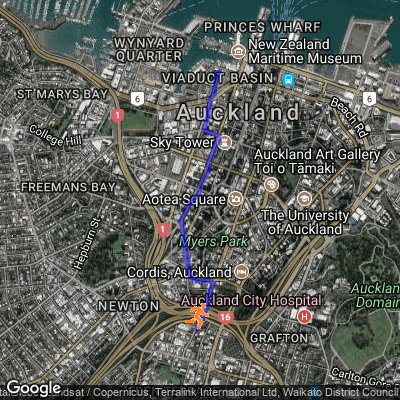 PRINCES WHARF
WYNYARD
QUARTER
New Zealand
Maritime Museum
VIADUCT BASIN
ST MARYS BAY
6
6
1
Auckland
Beach Rd
College Hill
Sky Tower
Auckland Art Gallery
Toi o Tāmaki
FREEMANS BAY
Aotea Square
The University
of Auckland
Hepburn St
1
Myers Park
Cordis, Auckland
Auckland
Domain
NEWTON
Auckland City Hospital
16
H
GRAFTON
Carlton Gore
Google
ndsat / Copernicus, Terralink International Ltd, Waikato District Council